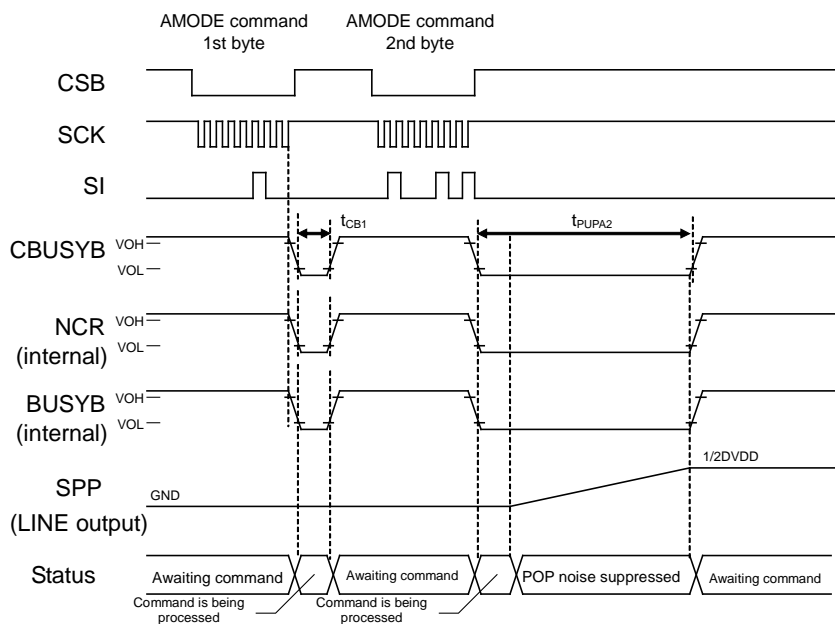 AMODE command
1st byte
AMODE command
2nd byte
CSB
SCK
SI
tCB1
tPUPA2
CBUSYB
VOH
VOL
NCR
(internal)
VOH
VOL
BUSYB
(internal)
VOH
VOL
SPP
(LINE output)
GND
1/2DVDD
Status
Awaiting command
Awaiting command
POP noise suppressed
Awaiting command
Command is being
processed
Command is being
processed